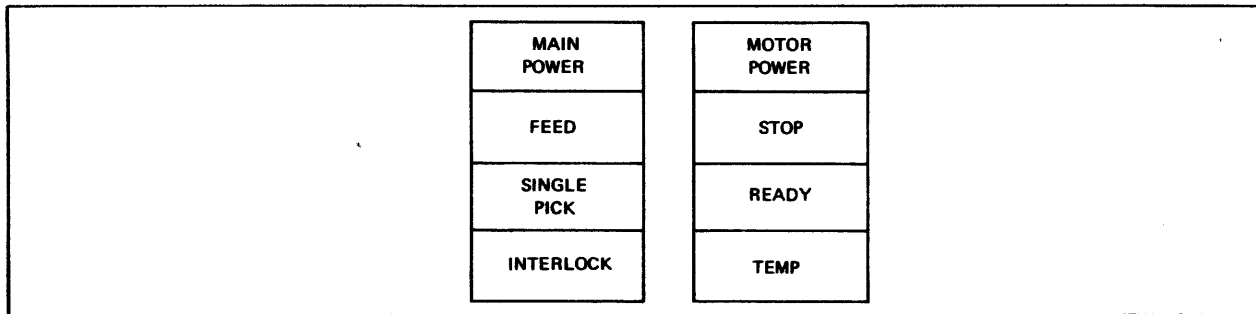 MAIN
POWER
FEED
SINGLE
PICK
INTERLOCK
MOTOR
POWER
STOP
READY
TEMP